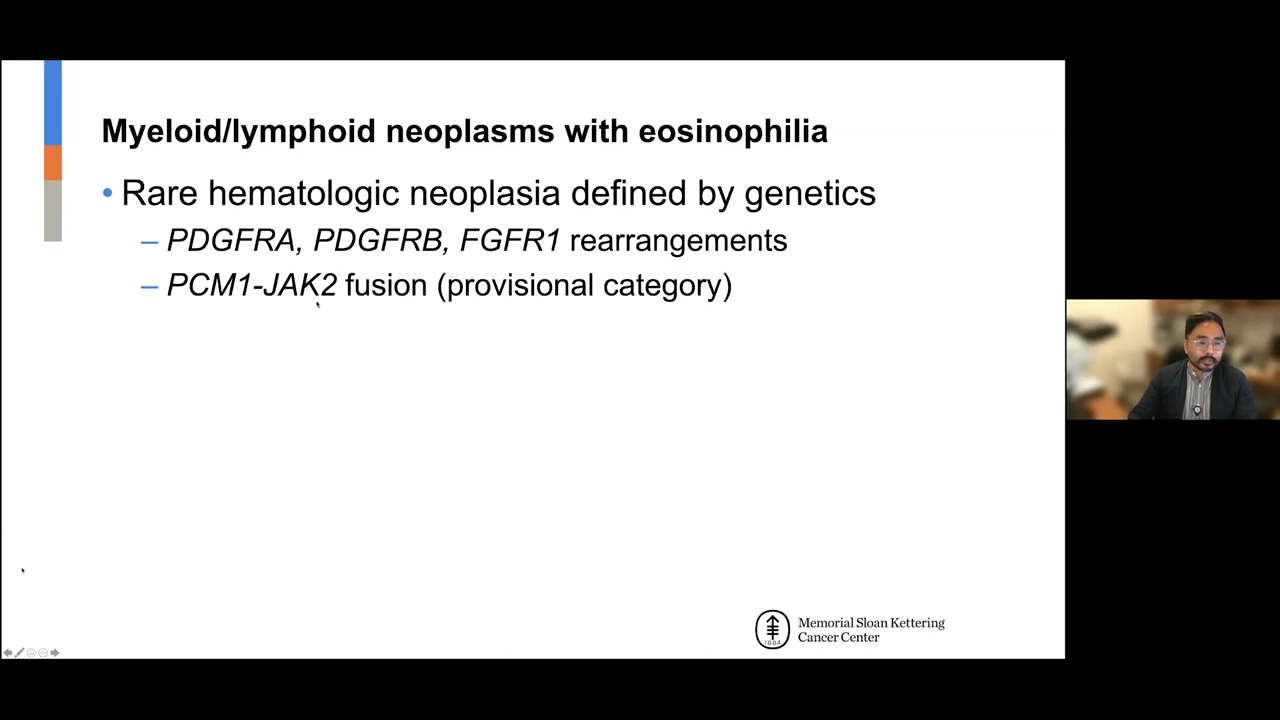 Myeloid/lymphoid neoplasms with eosinophilia
• Rare hematologic neoplasia defined by genetics
– PDGFRA, PDGFRB, FGFR1 rearrangements
– PCM1-JAK2 fusion (provisional category)
1884
Memorial Sloan Kettering
Cancer Center